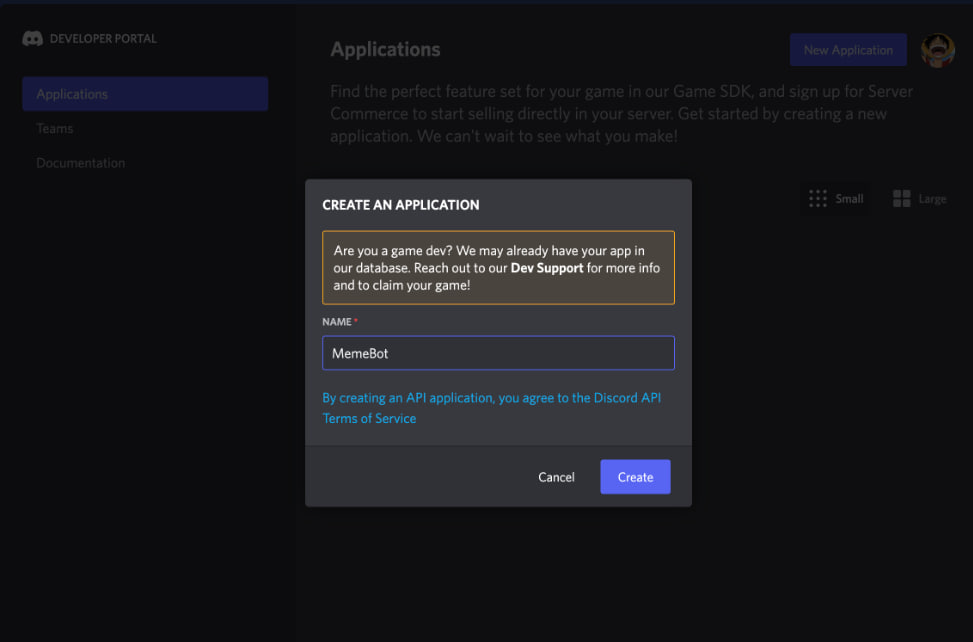 DEVELOPER PORTAL
Applications
Teams
Documentation
Applications
New Application
Find the perfect feature set for your game in our Game SDK, and sign up for Server
Commerce to start selling directly in your server. Get started by creating a new
application. We can't wait to see what you make!
Small
Large
CREATE AN APPLICATION
Are you a game dev? We may already have your app in
our database. Reach out to our Dev Support for more info
and to claim your game!
NAME *
MemeBot
By creating an API application, you agree to the Discord API
Terms of Service
Cancel
Create